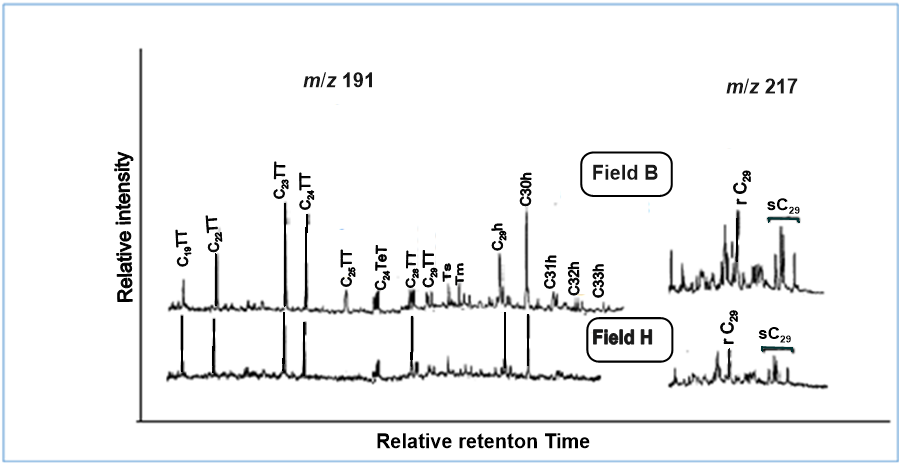 m/z 191
m/z 217
Relative intensity
C19TT
C22TT
C23TT
C24TT
C25TT
C24TeT
C28TT
C29TT
Ts
Tm
C29h
C30h
C31h
C32h
C33h
Field B
r C29
sC29
Field H
r C29
sC29
Relative retenton Time